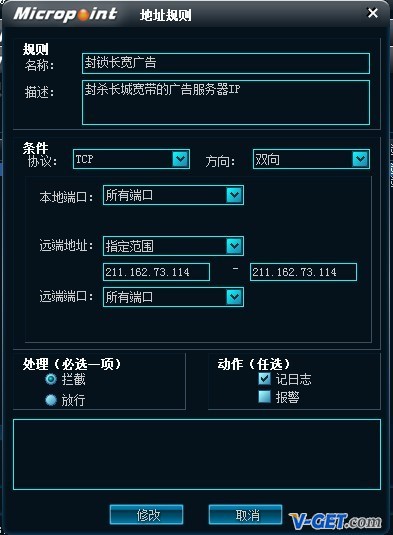 Micropoint 地址规则
规则
名称： 封锁长宽广告
描述： 封杀长城宽带的广告服务器IP
条件
协议： TCP 方向： 双向
本地端口： 所有端口
远端地址： 指定范围
211.162.73.114 - 211.162.73.114
远端端口： 所有端口
处理（必选一项） 动作（任选）
拦截 记日志
放行 报警
修改 取消
V-GET.com